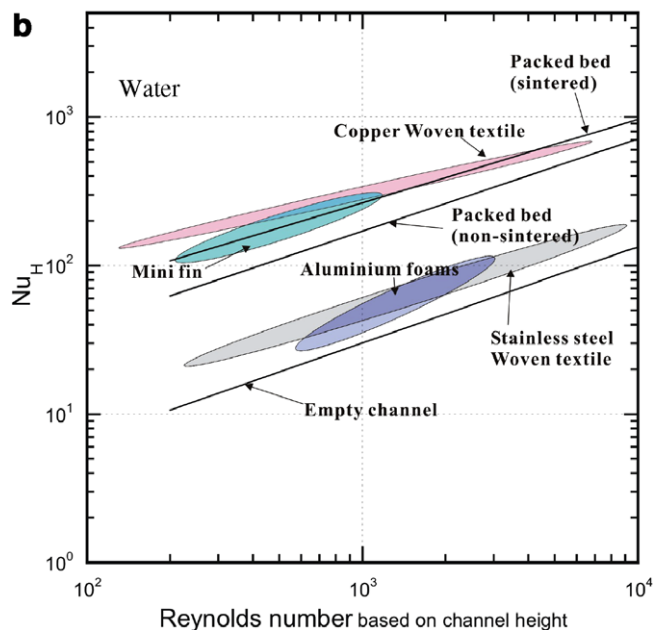 b
Water
Packed bed
(sintered)
Copper Woven textile
Packed bed
(non-sintered)
Mini fin
Aluminium foams
Stainless steel
Woven textile
Empty channel
Nu_H
10³
10²
10¹
10⁰
10²
10³
10⁴
Reynolds number based on channel height